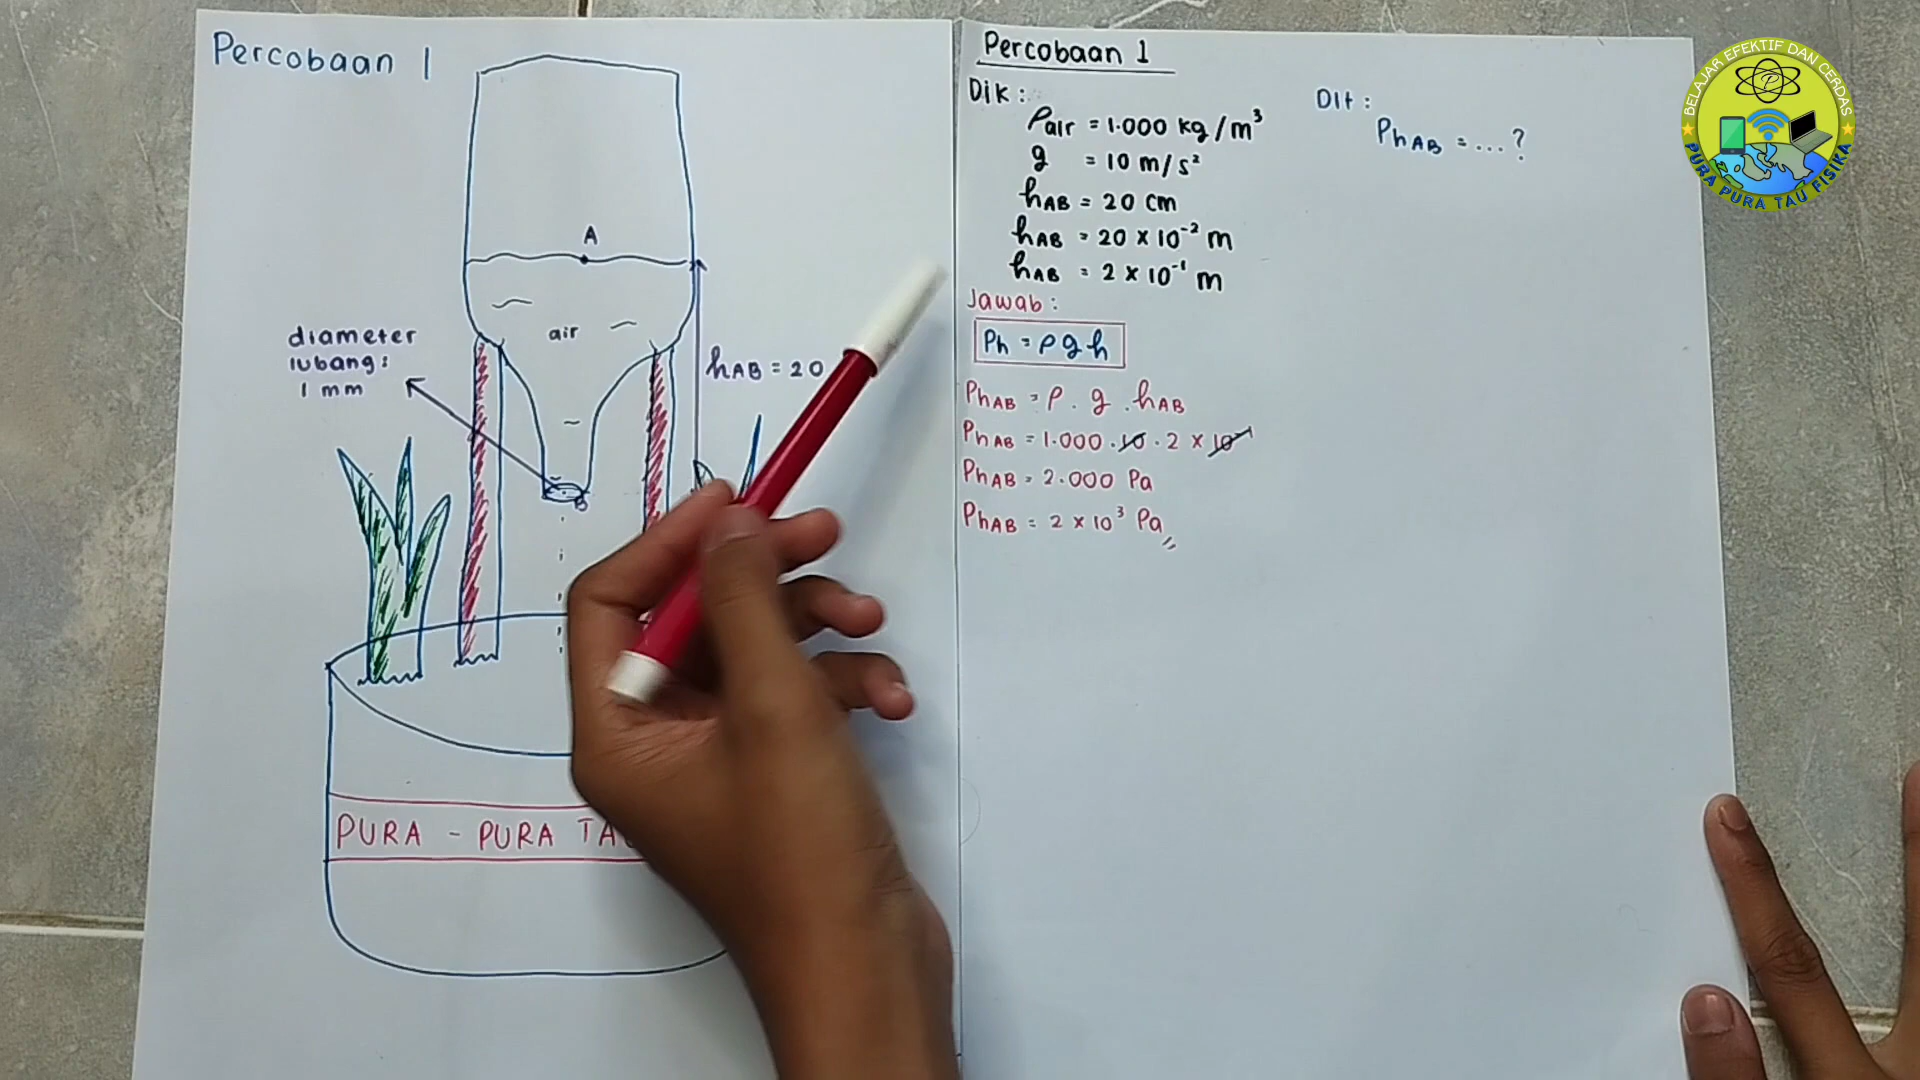 Percobaan 1
A
air
diameter
lubang:
1 mm
hAB = 20
B
PURA - PURA
Percobaan 1
Dik:
ρair = 1.000 kg/m³
g = 10 m/s²
hAB = 20 cm
hAB = 20 × 10⁻² m
hAB = 2 × 10⁻¹ m
Dit:
PhAB = ...?
Jawab:
Ph = ρ g h
PhAB = ρ . g . hAB
PhAB = 1.000 . 10 . 2 × 10⁻¹
PhAB = 2.000 Pa
PhAB = 2 × 10³ Pa
BELAJAR EFEKTIF DAN CERDAS
PURA PURA TAU FISIKA